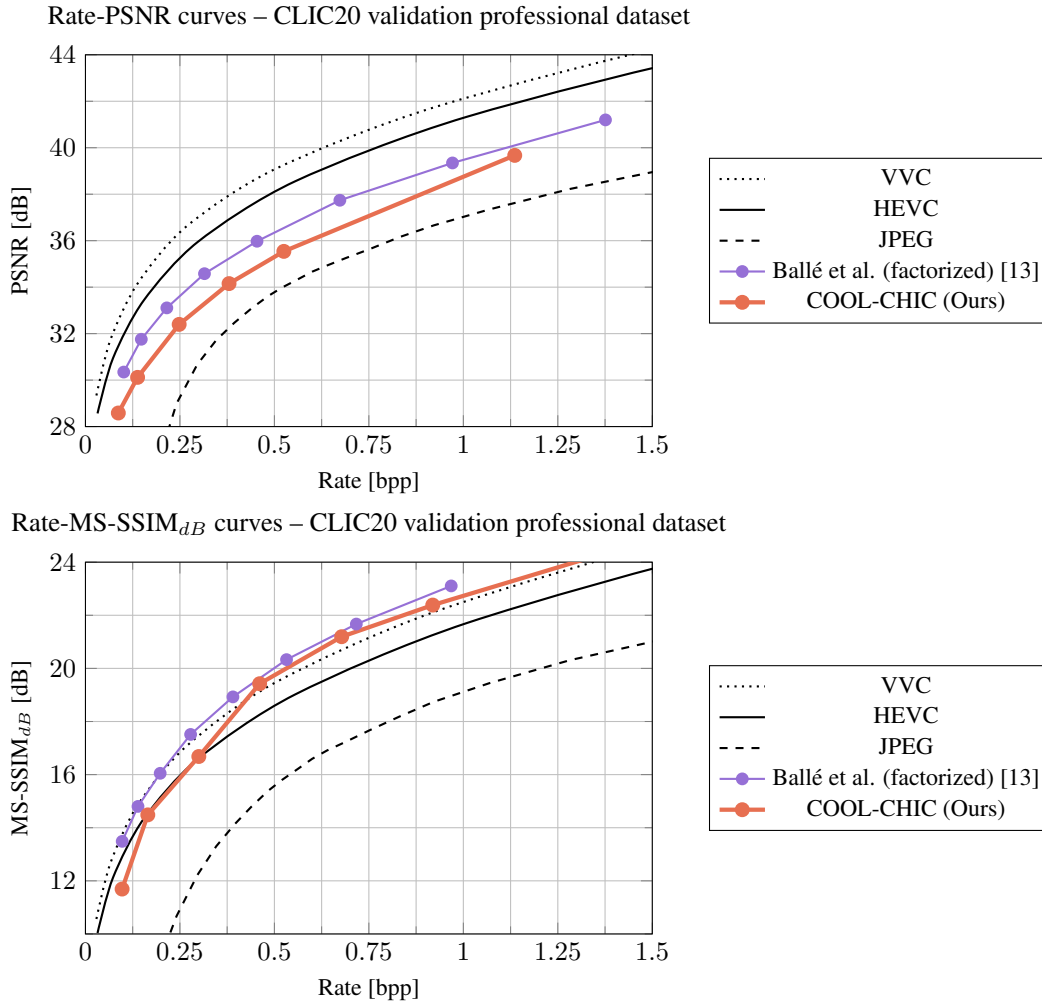 Rate-PSNR curves – CLIC20 validation professional dataset
PSNR [dB]
44
40
36
32
28
0 0.25 0.5 0.75 1 1.25 1.5
Rate [bpp]
VVC
HEVC
JPEG
Ballé et al. (factorized) [13]
COOL-CHIC (Ours)
Rate-MS-SSIM_dB curves – CLIC20 validation professional dataset
MS-SSIM_dB [dB]
24
20
16
12
0 0.25 0.5 0.75 1 1.25 1.5
Rate [bpp]
VVC
HEVC
JPEG
Ballé et al. (factorized) [13]
COOL-CHIC (Ours)